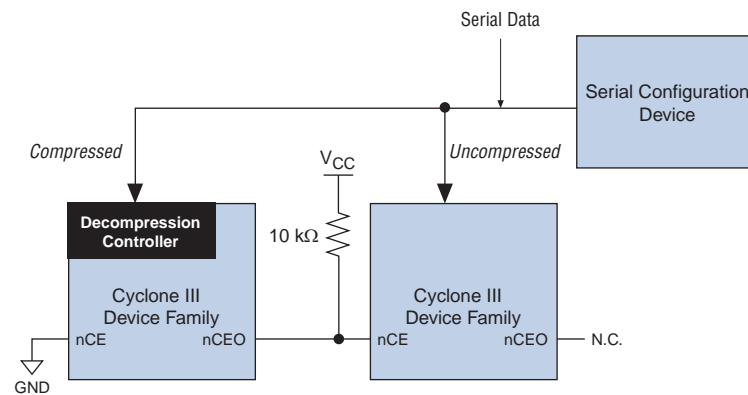 Serial Data
Serial Configuration
Device
Compressed
Uncompressed
VCC
Decompression
Controller
10 kΩ
Cyclone III
Device Family
nCE
nCEO
Cyclone III
Device Family
nCE
nCEO
N.C.
GND